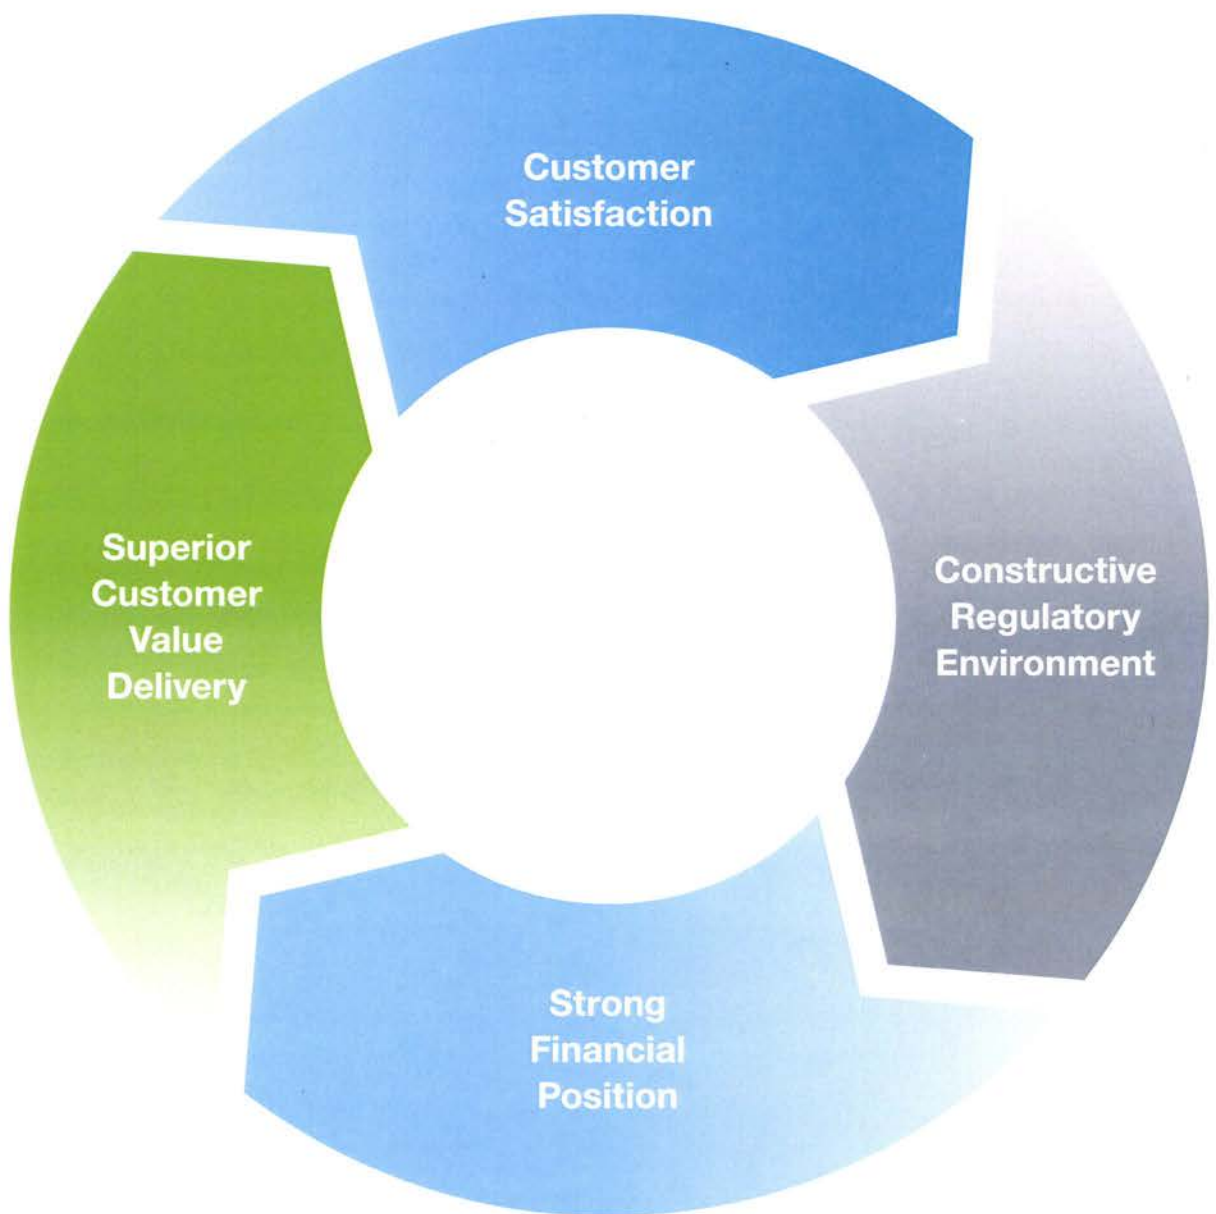 Customer
Satisfaction
Constructive
Regulatory
Environment
Strong
Financial
Position
Superior
Customer
Value
Delivery